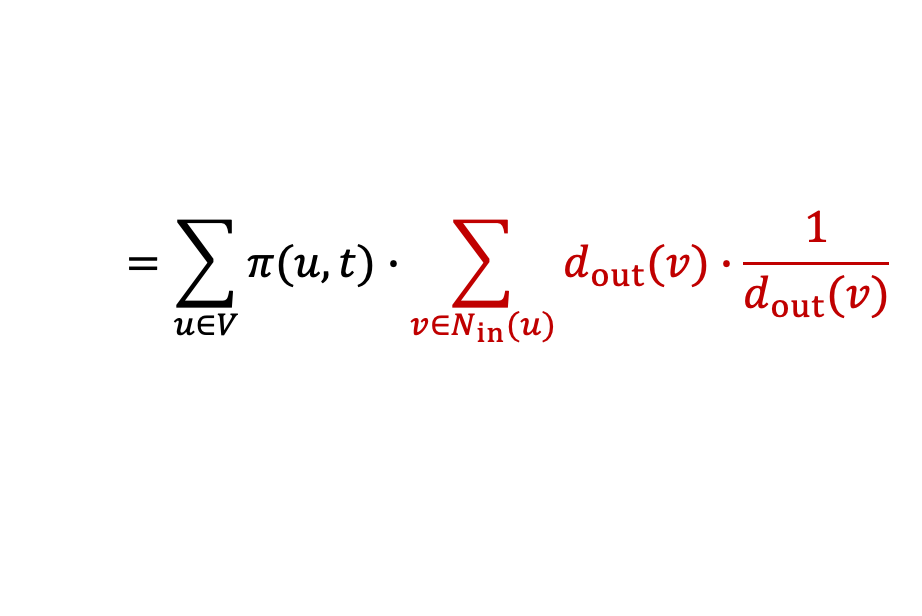 = ∑_{u∈V} π(u, t) · ∑_{v∈N_in(u)} d_out(v) · 1/d_out(v)